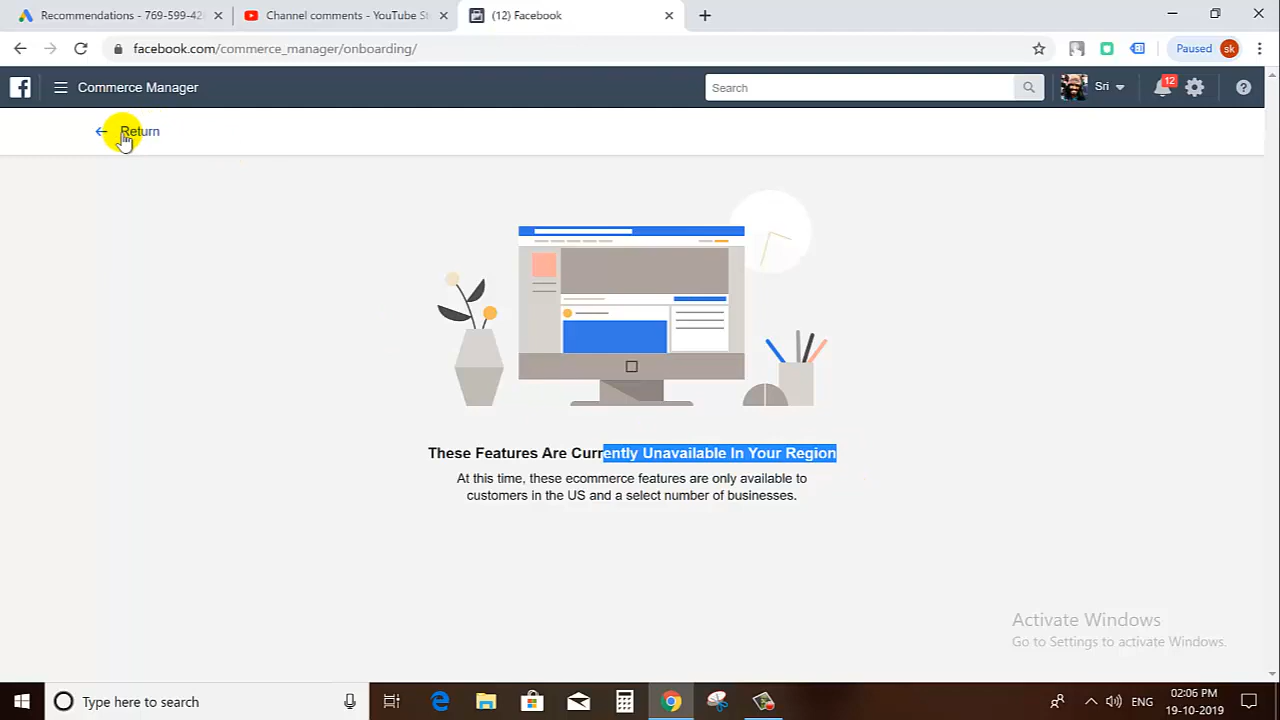 Recommendations - 769-599-42
Channel comments - YouTube St
(12) Facebook
facebook.com/commerce_manager/onboarding/
Paused
sk
Commerce Manager
Search
Sri
12
Return
These Features Are Currently Unavailable In Your Region
At this time, these ecommerce features are only available to
customers in the US and a select number of businesses.
Activate Windows
Go to Settings to activate Windows.
Type here to search
ENG
02:06 PM
19-10-2019